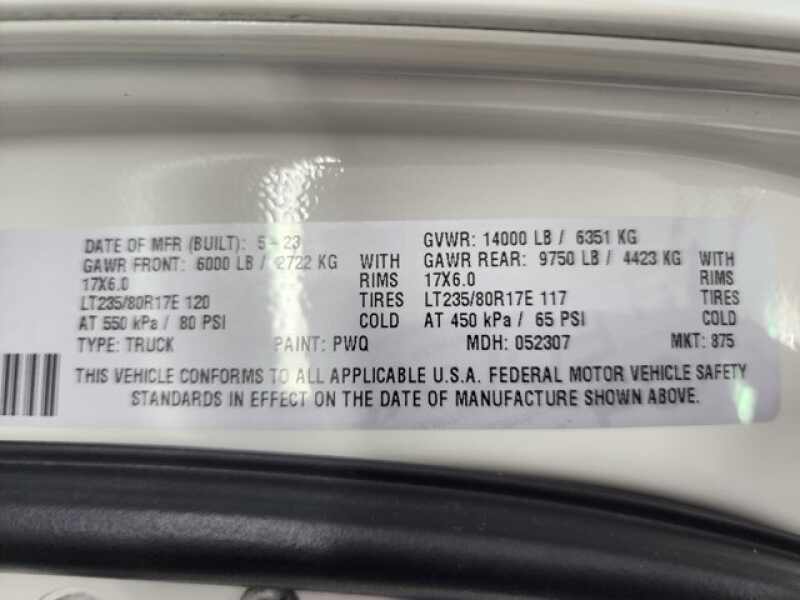 DATE OF MFR (BUILT): 5 - 23 GVWR: 14000 LB / 6351 KG
GAWR FRONT: 6000 LB / 2722 KG WITH GAWR REAR: 9750 LB / 4423 KG WITH
17X6.0 RIMS 17X6.0 RIMS
LT235/80R17E 120 TIRES LT235/80R17E 117 TIRES
AT 550 kPa / 80 PSI COLD AT 450 kPa / 65 PSI COLD
TYPE: TRUCK PAINT: PWQ MDH: 052307 MKT: 875
THIS VEHICLE CONFORMS TO ALL APPLICABLE U.S.A. FEDERAL MOTOR VEHICLE SAFETY
STANDARDS IN EFFECT ON THE DATE OF MANUFACTURE SHOWN ABOVE.